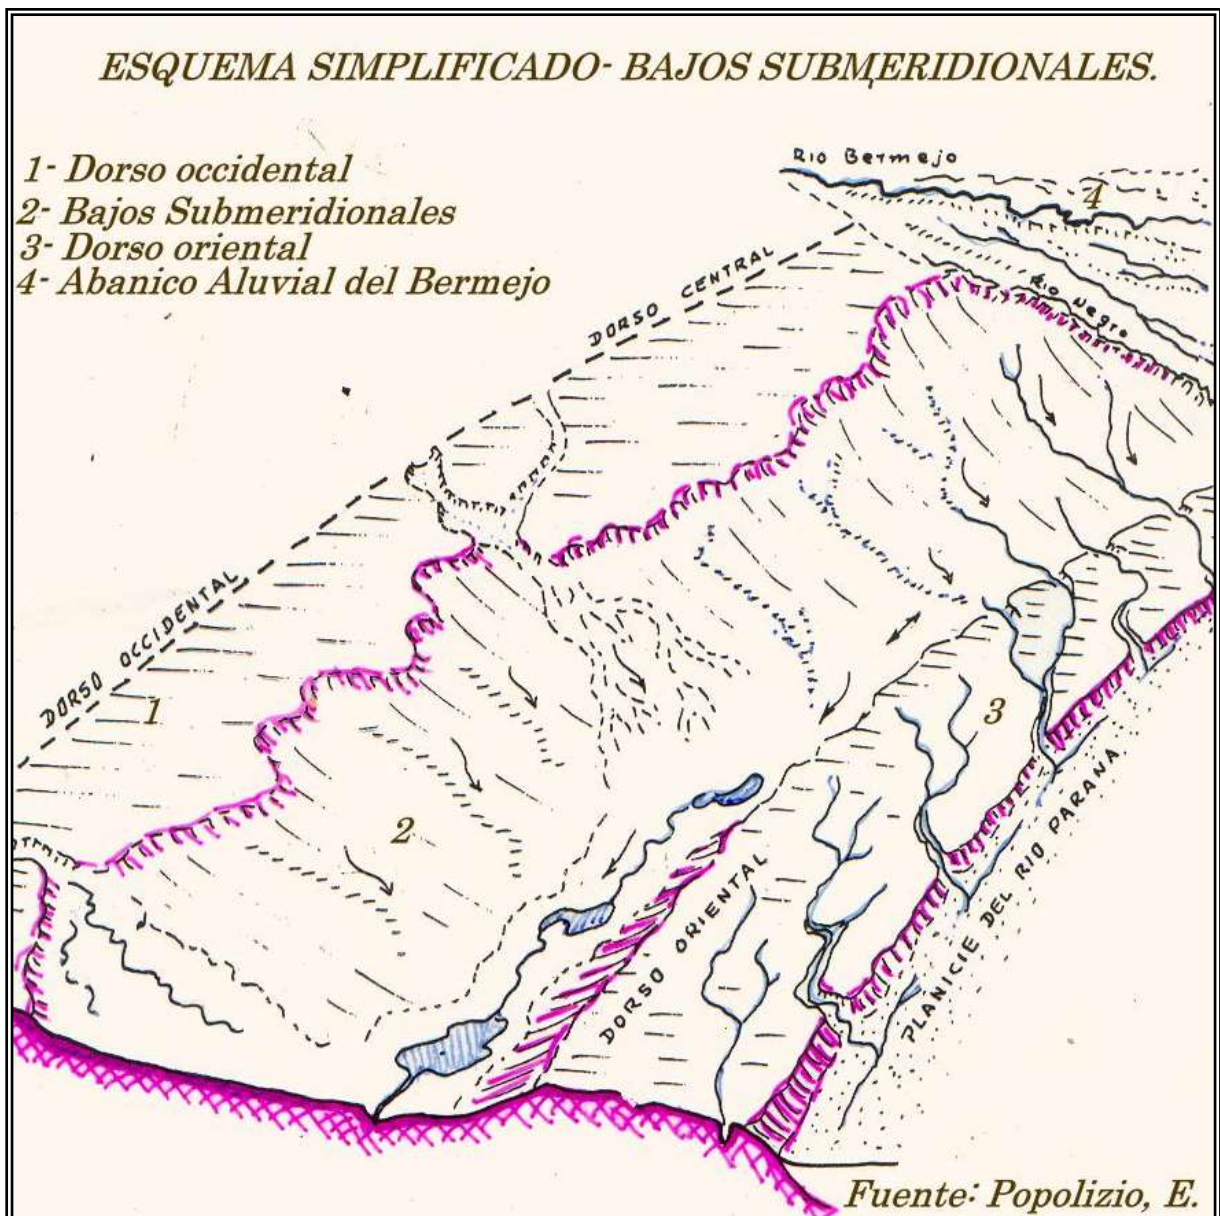 ESQUEMA SIMPLIFICADO- BAJOS SUBMERIDIONALES.
1- Dorso occidental
2- Bajos Submeridionales
3- Dorso oriental
4- Abanico Aluvial del Bermejo
RIO Bermejo
4
DORSO CENTRAL
RIO Negro
DORSO OCCIDENTAL
1
3
2
DORSO ORIENTAL
PLANICIE DEL RIO PARANA
Fuente: Popolizio, E.